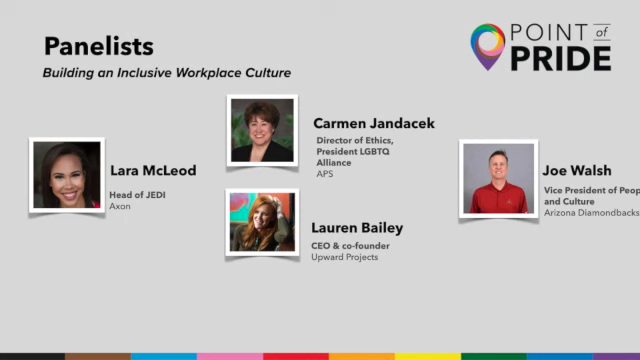 Panelists
Building an Inclusive Workplace Culture
POINT of
PRIDE
Lara McLeod
Head of JEDI
Axon
Carmen Jandacek
Director of Ethics,
President LGBTQ
Alliance
APS
Lauren Bailey
CEO & co-founder
Upward Projects
Joe Walsh
Vice President of Peop
and Culture
Arizona Diamondbacks